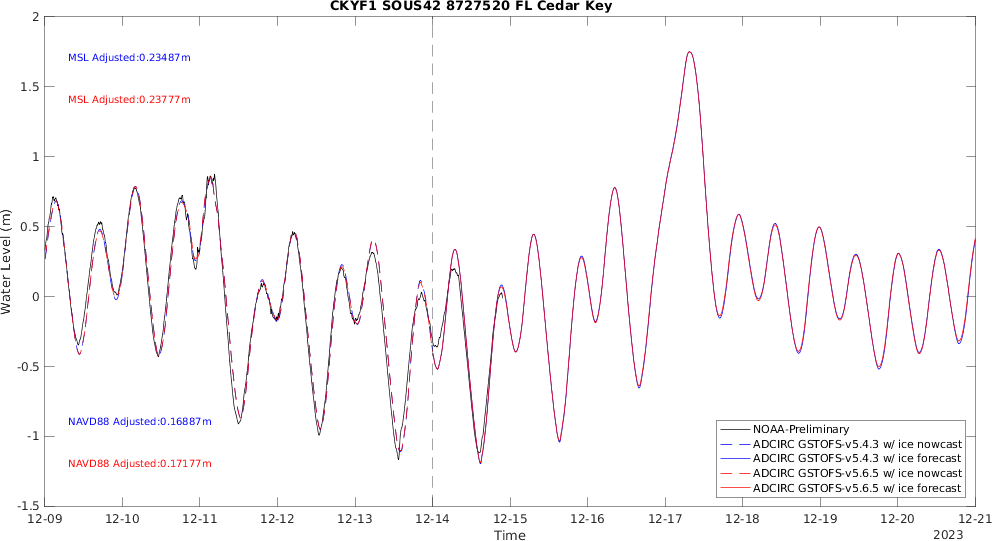 CKYF1 SOUS42 8727520 FL Cedar Key
2
1.5
1
0.5
0
-0.5
-1
-1.5
Water Level (m)
MSL Adjusted:0.23487m
MSL Adjusted:0.23777m
NAVD88 Adjusted:0.16887m
NAVD88 Adjusted:0.17177m
NOAA-Preliminary
ADCIRC GSTOFS-v5.4.3 w/ ice nowcast
ADCIRC GSTOFS-v5.4.3 w/ ice forecast
ADCIRC GSTOFS-v5.6.5 w/ ice nowcast
ADCIRC GSTOFS-v5.6.5 w/ ice forecast
12-09 12-10 12-11 12-12 12-13 12-14 12-15 12-16 12-17 12-18 12-19 12-20 12-21
Time
2023